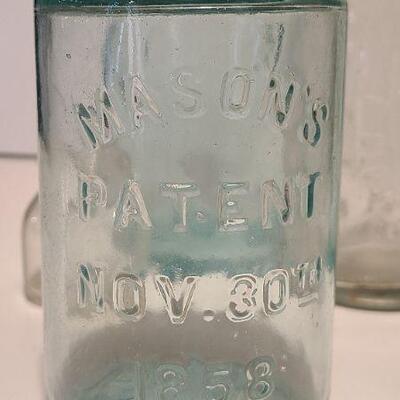 MASON'S
PATENT
NOV. 30TH
1858